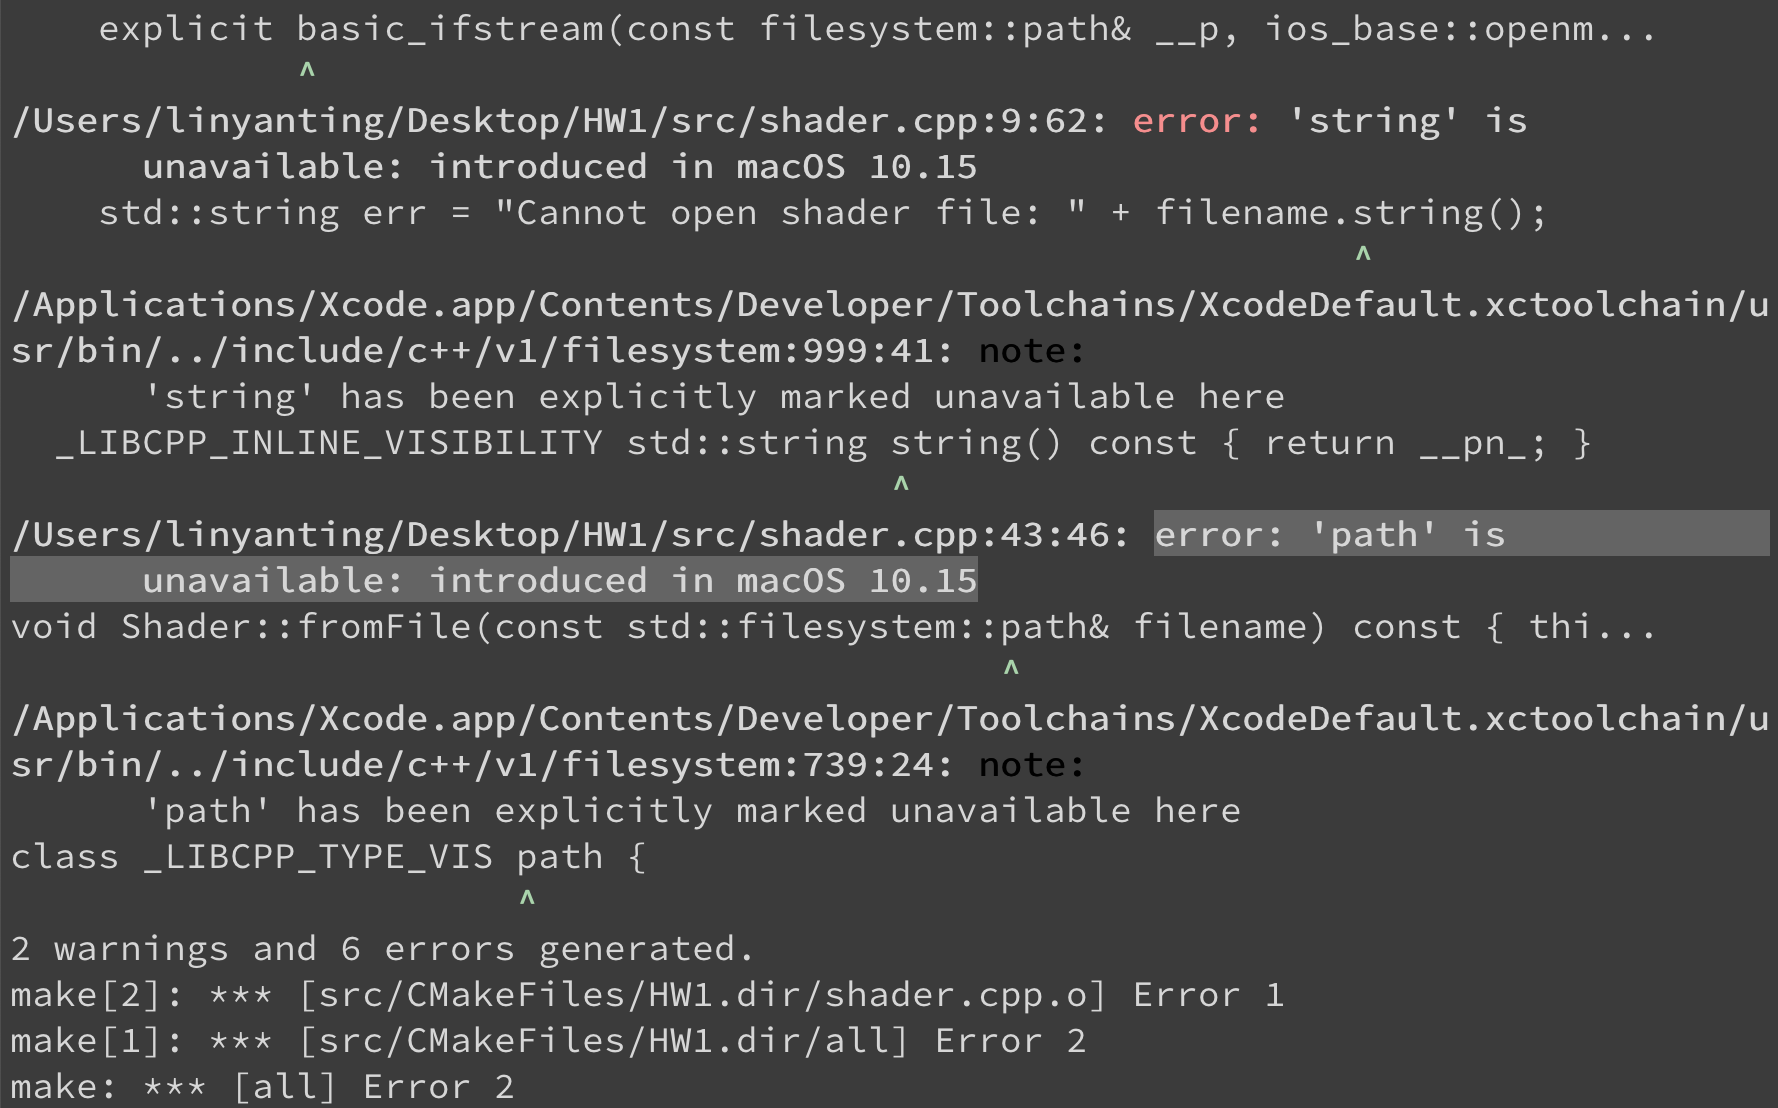 explicit basic_ifstream(const filesystem::path& __p, ios_base::openm...
^
/Users/linyanting/Desktop/HW1/src/shader.cpp:9:62: error: 'string' is
unavailable: introduced in macOS 10.15
std::string err = "Cannot open shader file: " + filename.string();
^
/Applications/Xcode.app/Contents/Developer/Toolchains/XcodeDefault.xctoolchain/u
sr/bin/../include/c++/v1/filesystem:999:41: note:
'string' has been explicitly marked unavailable here
_LIBCPP_INLINE_VISIBILITY std::string string() const { return __pn_; }
^
/Users/linyanting/Desktop/HW1/src/shader.cpp:43:46: error: 'path' is
unavailable: introduced in macOS 10.15
void Shader::fromFile(const std::filesystem::path& filename) const { thi...
^
/Applications/Xcode.app/Contents/Developer/Toolchains/XcodeDefault.xctoolchain/u
sr/bin/../include/c++/v1/filesystem:739:24: note:
'path' has been explicitly marked unavailable here
class _LIBCPP_TYPE_VIS path {
^
2 warnings and 6 errors generated.
make[2]: *** [src/CMakeFiles/HW1.dir/shader.cpp.o] Error 1
make[1]: *** [src/CMakeFiles/HW1.dir/all] Error 2
make: *** [all] Error 2